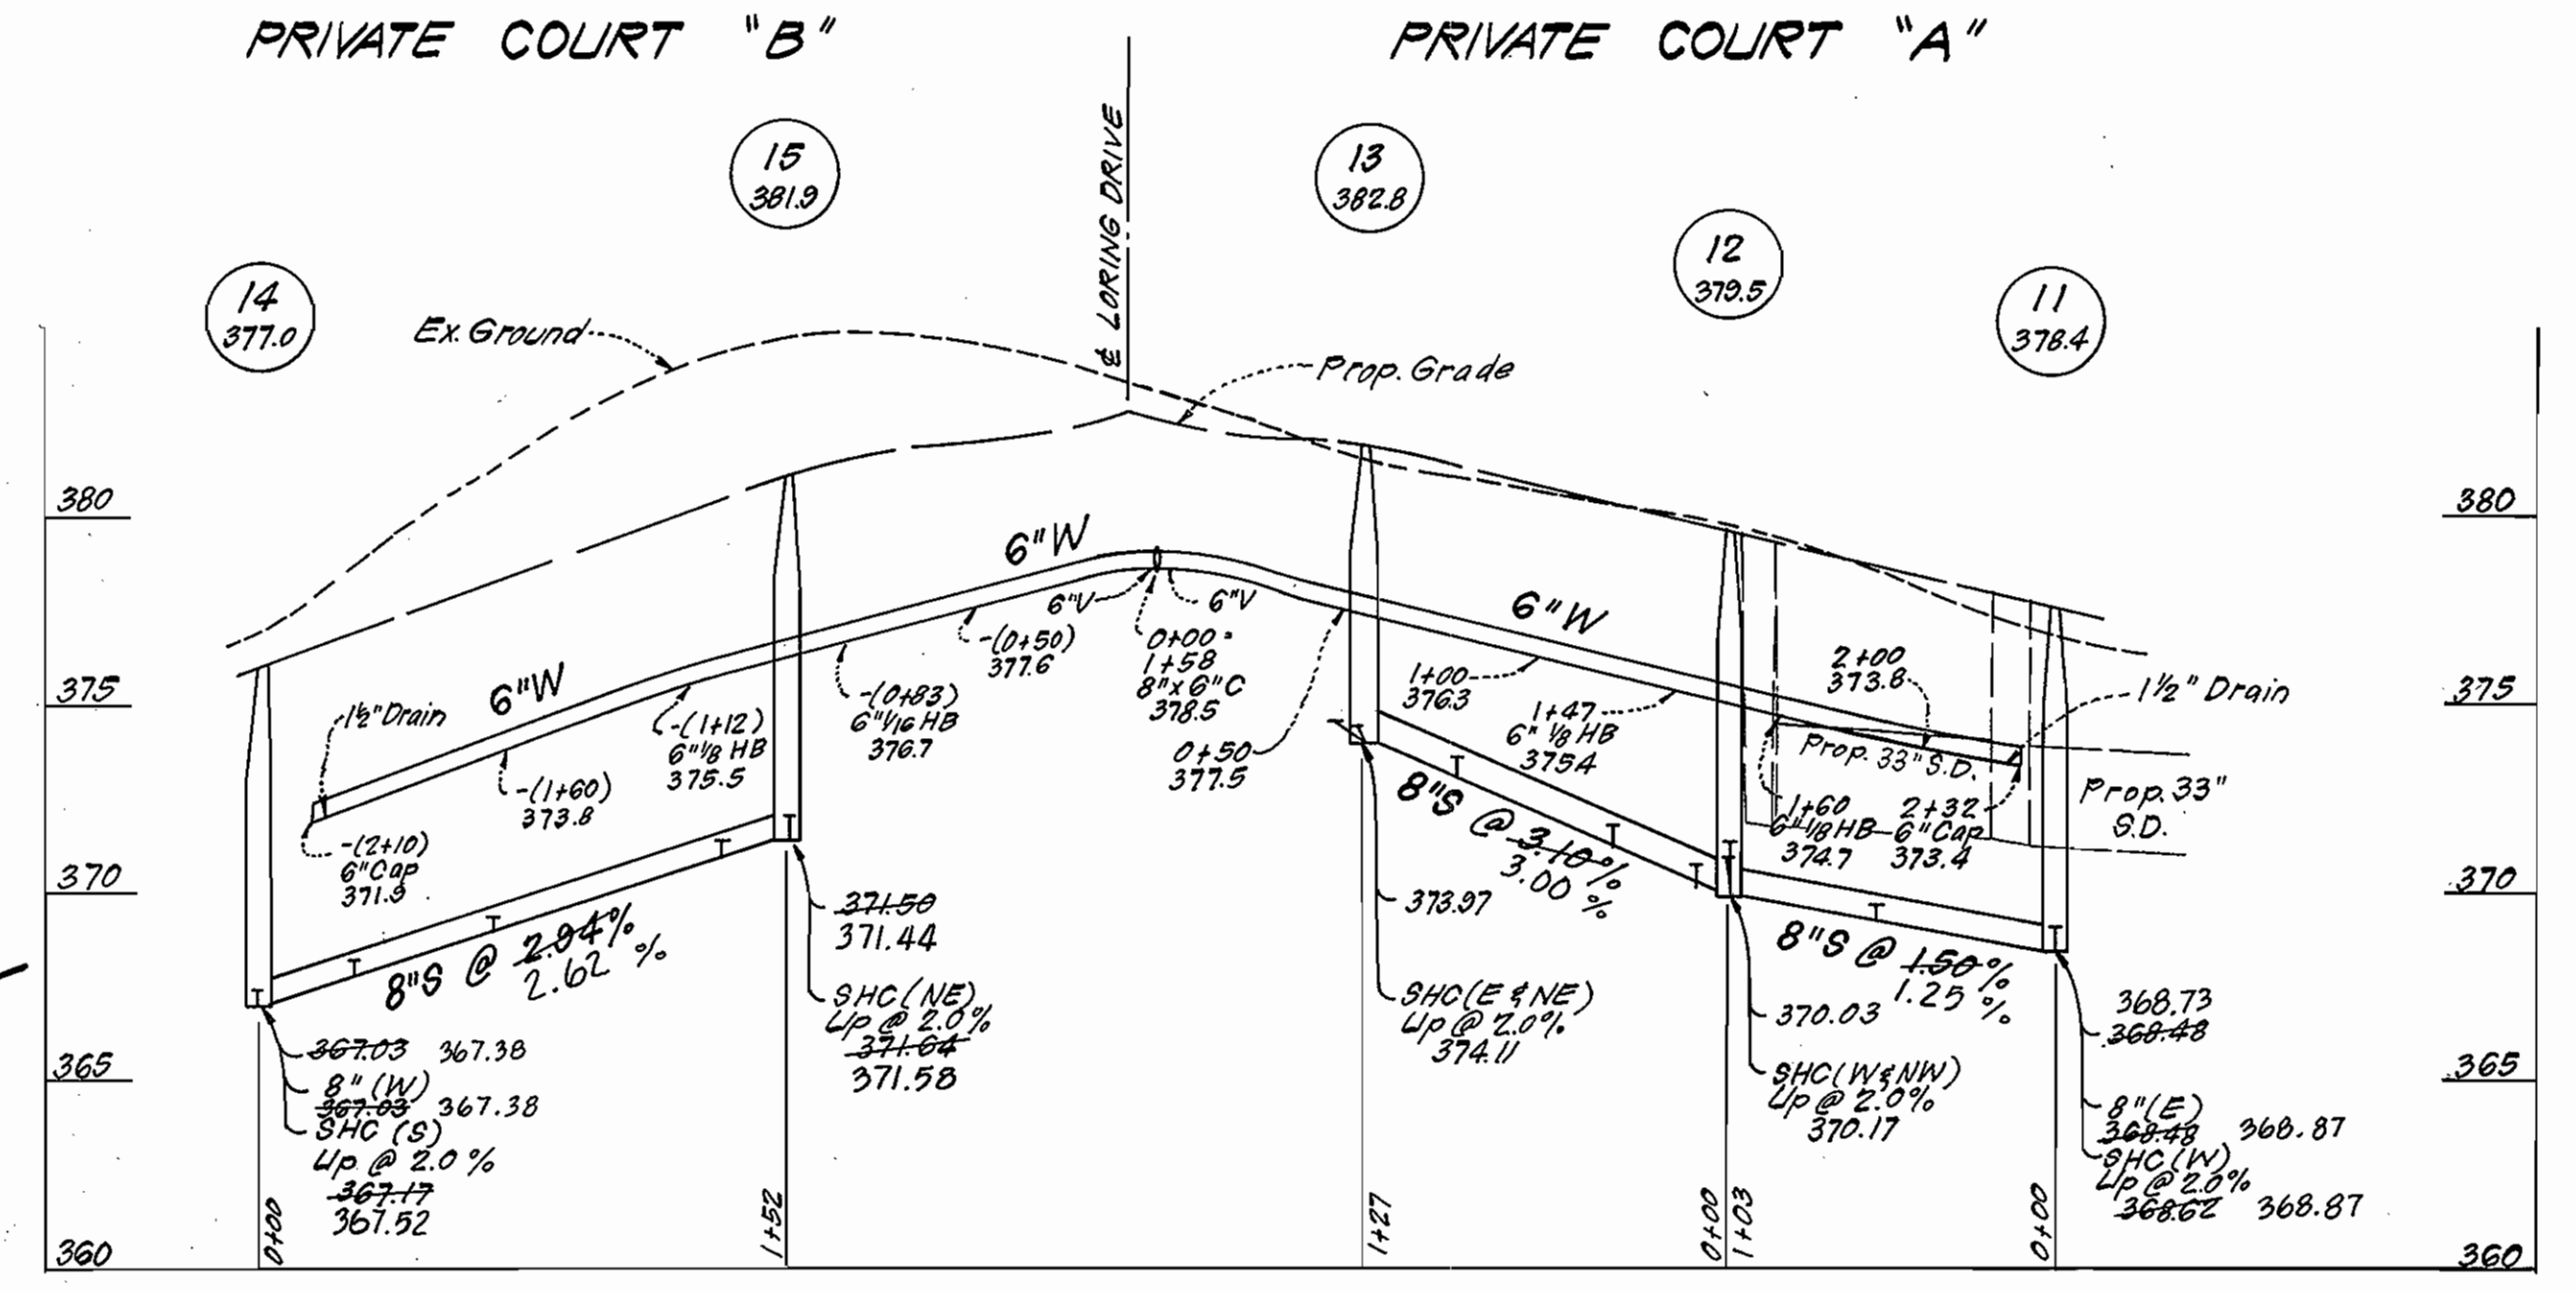 PRIVATE COURT "B"
PRIVATE COURT "A"
15
381.9
13
382.8
12
379.5
14
377.0
11
378.4
℄ LORING DRIVE
Ex. Ground
Prop. Grade
380
375
370
365
360
380
375
370
365
360
6"W
6"W
6"W
1½" Drain
-(2+10)
6"Cap
371.9
-(1+60)
373.8
-(1+12)
6"⅛ HB
375.5
-(0+83)
6"1/16 HB
376.7
-(0+50)
377.6
6"V
6"V
0+00=
1+58
8"x6"C
378.5
0+50
377.5
1+00
376.3
1+47
6" ⅛ HB
375.4
2+00
373.8
1½" Drain
Prop. 33" S.D.
1+60
6" ⅛ HB
374.7
2+32
6"Cap
373.4
Prop. 33"
S.D.
8"S @ 2.94%
2.62 %
8"S @ 3.10%
3.00 %
8"S @ 1.50%
1.25 %
367.03 367.38
8"(W)
367.03 367.38
SHC (S)
Up @ 2.0%
367.17
367.52
371.50
371.44
SHC (NE)
Up @ 2.0%
371.64
371.58
373.97
SHC (E & NE)
Up @ 2.0%
374.11
370.03
SHC (W & NW)
Up @ 2.0%
370.17
368.73
368.48
8"(E)
368.48 368.87
SHC (W)
Up @ 2.0%
368.62 368.87
0+00
1+52
1+27
0+00
1+03
0+00